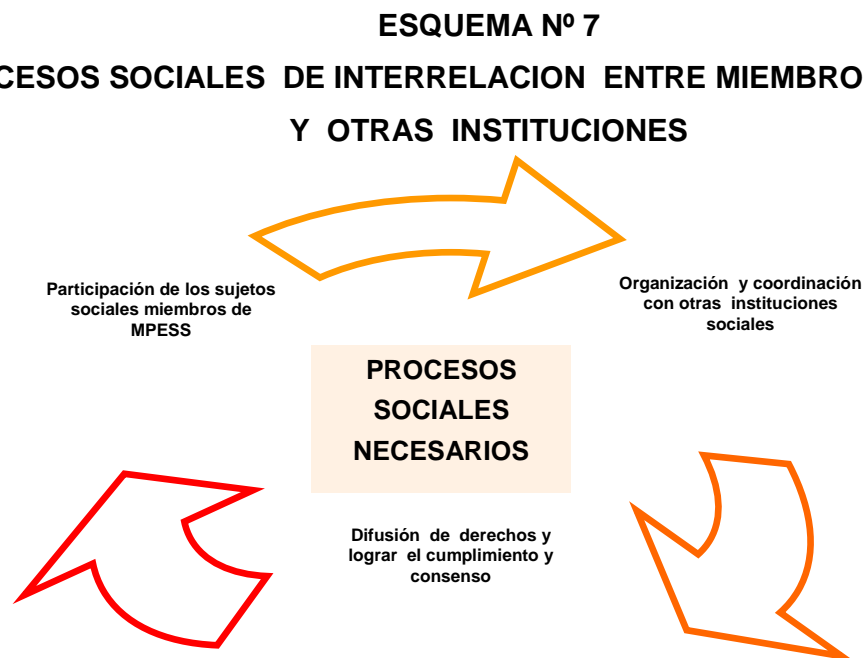 ESQUEMA Nº 7
CESOS SOCIALES DE INTERRELACION ENTRE MIEMBRO
Y OTRAS INSTITUCIONES
Participación de los sujetos
sociales miembros de
MPESS
Organización y coordinación
con otras instituciones
sociales
PROCESOS
SOCIALES
NECESARIOS
Difusión de derechos y
lograr el cumplimiento y
consenso